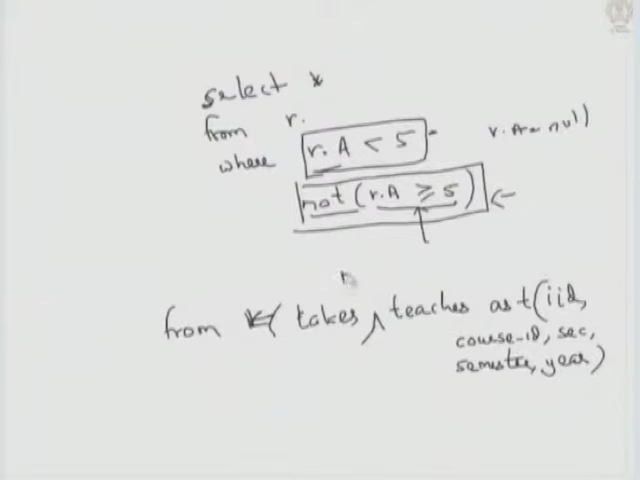 select *
from r.
where r.A < 5
r.A = null
not (r.A ≥ 5) ←
from takes, teaches as t(iid,
course-id, sec,
semester, year)